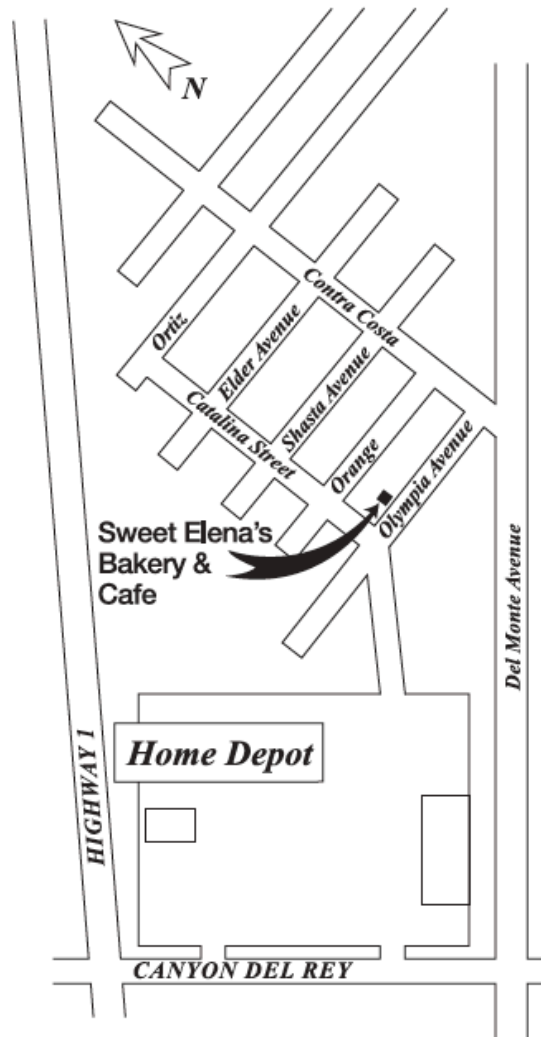 N
Contra Costa
Ortiz
Elder Avenue
Catalina Street
Shasta Avenue
Orange
Olympia Avenue
Sweet Elena's
Bakery &
Cafe
Del Monte Avenue
Home Depot
HIGHWAY 1
CANYON DEL REY